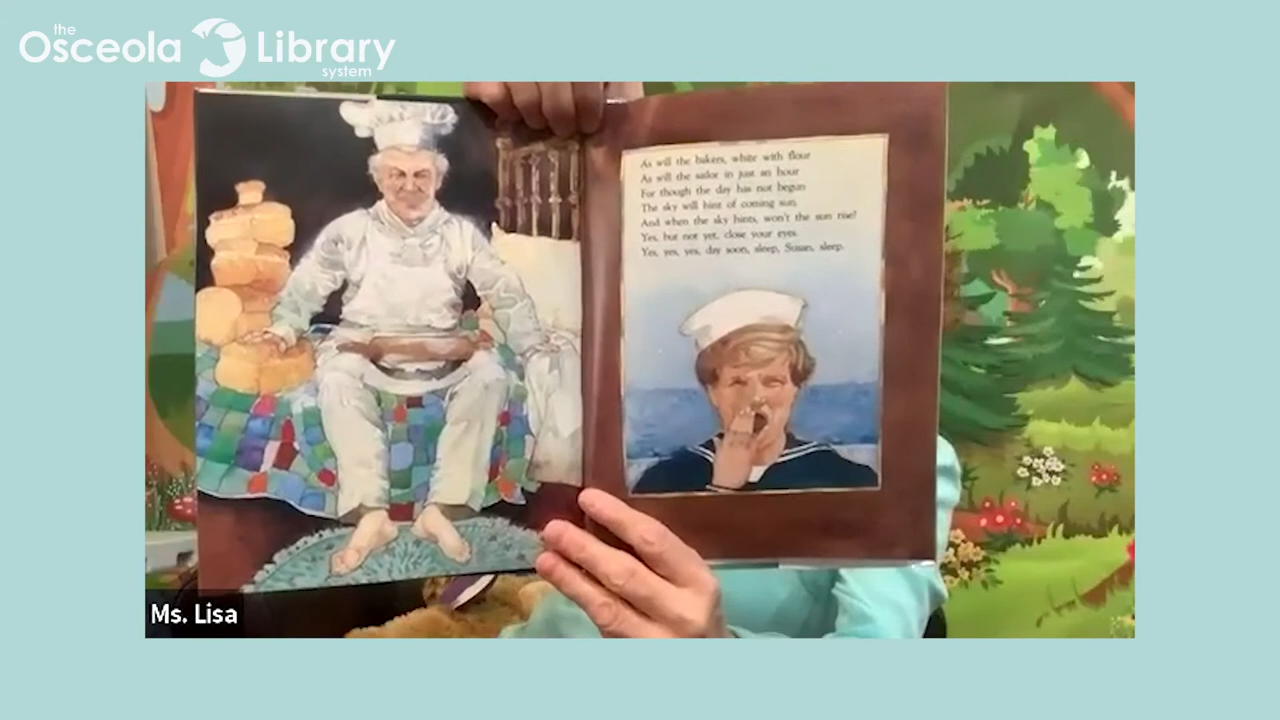 the
Osceola Library
system
As will the bakers, white with flour
As will the sailor in just an hour
For though the day has not begun
The sky will hint of coming sun,
And when the sky hints, won't the sun rise?
Yes, but not yet, close your eyes.
Yes, yes, yes, day soon, sleep, Susan, sleep.
Ms. Lisa